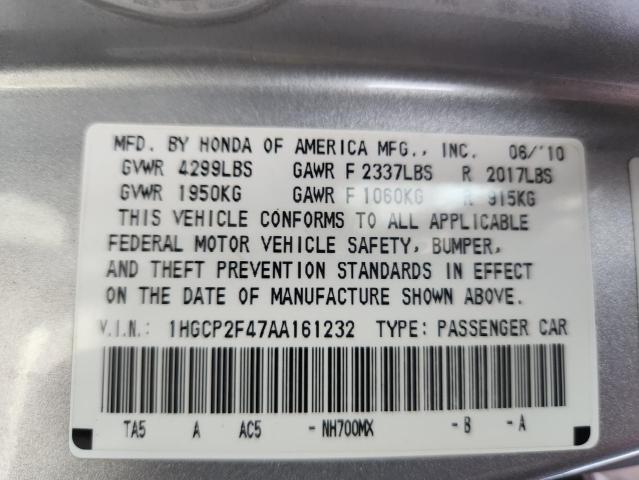 MFD. BY HONDA OF AMERICA MFG., INC. 06/'10
GVWR 4299LBS GAWR F 2337LBS R 2017LBS
GVWR 1950KG GAWR F 1060KG R 915KG
THIS VEHICLE CONFORMS TO ALL APPLICABLE
FEDERAL MOTOR VEHICLE SAFETY, BUMPER,
AND THEFT PREVENTION STANDARDS IN EFFECT
ON THE DATE OF MANUFACTURE SHOWN ABOVE.
V.I.N.: 1HGCP2F47AA161232 TYPE: PASSENGER CAR
TA5 A AC5 -NH700MX -B -A